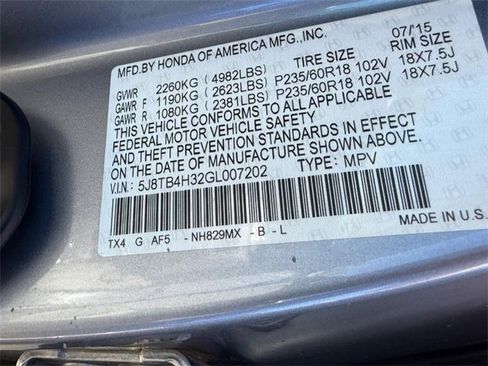 MFD.BY HONDA OF AMERICA MFG.,INC. 07/15
TIRE SIZE RIM SIZE
GVWR 2260KG (4982LBS)
GAWR F 1190KG (2623LBS) P235/60R18 102V 18X7.5J
GAWR R 1080KG (2381LBS) P235/60R18 102V 18X7.5J
THIS VEHICLE CONFORMS TO ALL APPLICABLE
FEDERAL MOTOR VEHICLE SAFETY
AND THEFT PREVENTION STANDARDS IN EFFECT
ON THE DATE OF MANUFACTURE SHOWN ABOVE.
V.I.N.: 5J8TB4H32GL007202 TYPE: MPV
TX4 G AF5 -NH829MX -B -L
MADE IN U.S.